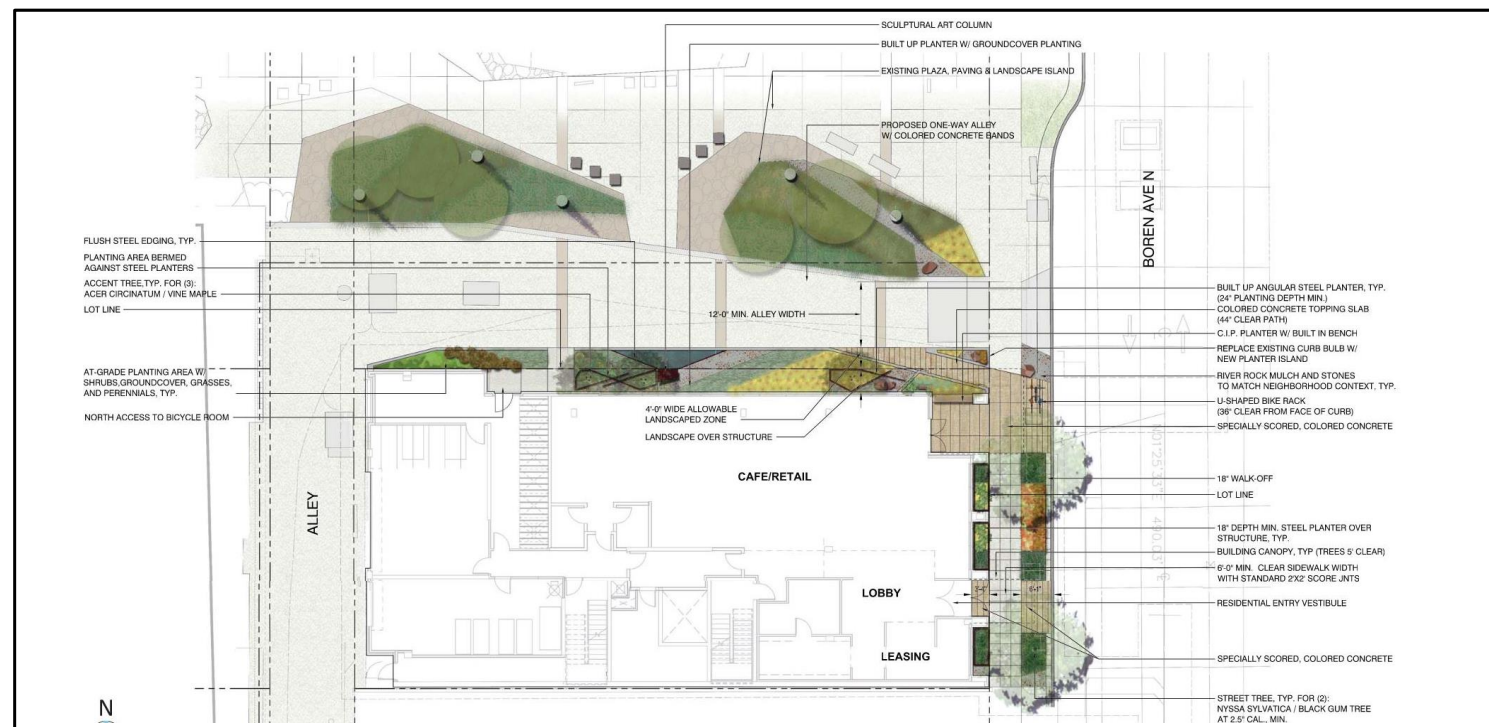 SCULPTURAL ART COLUMN
BUILT UP PLANTER W/ GROUNDCOVER PLANTING
EXISTING PLAZA, PAVING & LANDSCAPE ISLAND
PROPOSED ONE-WAY ALLEY
W/ COLORED CONCRETE BANDS
BOREN AVE N
FLUSH STEEL EDGING, TYP.
PLANTING AREA BERMED
AGAINST STEEL PLANTERS
ACCENT TREE,TYP. FOR (3):
ACER CIRCINATUM / VINE MAPLE
LOT LINE
AT-GRADE PLANTING AREA W/
SHRUBS,GROUNDCOVER, GRASSES,
AND PERENNIALS, TYP.
NORTH ACCESS TO BICYCLE ROOM
12'-0" MIN. ALLEY WIDTH
4'-0" WIDE ALLOWABLE
LANDSCAPED ZONE
LANDSCAPE OVER STRUCTURE
BUILT UP ANGULAR STEEL PLANTER, TYP.
(24" PLANTING DEPTH MIN.)
COLORED CONCRETE TOPPING SLAB
(44" CLEAR PATH)
C.I.P. PLANTER W/ BUILT IN BENCH
REPLACE EXISTING CURB BULB W/
NEW PLANTER ISLAND
RIVER ROCK MULCH AND STONES
TO MATCH NEIGHBORHOOD CONTEXT, TYP.
U-SHAPED BIKE RACK
(36" CLEAR FROM FACE OF CURB)
SPECIALLY SCORED, COLORED CONCRETE
18" WALK-OFF
LOT LINE
18" DEPTH MIN. STEEL PLANTER OVER
STRUCTURE, TYP.
BUILDING CANOPY, TYP (TREES 5' CLEAR)
6'-0" MIN. CLEAR SIDEWALK WIDTH
WITH STANDARD 2'X2' SCORE JNTS
RESIDENTIAL ENTRY VESTIBULE
SPECIALLY SCORED, COLORED CONCRETE
STREET TREE, TYP. FOR (2):
NYSSA SYLVATICA / BLACK GUM TREE
AT 2.5" CAL., MIN.
CAFE/RETAIL
LOBBY
LEASING
ALLEY
N